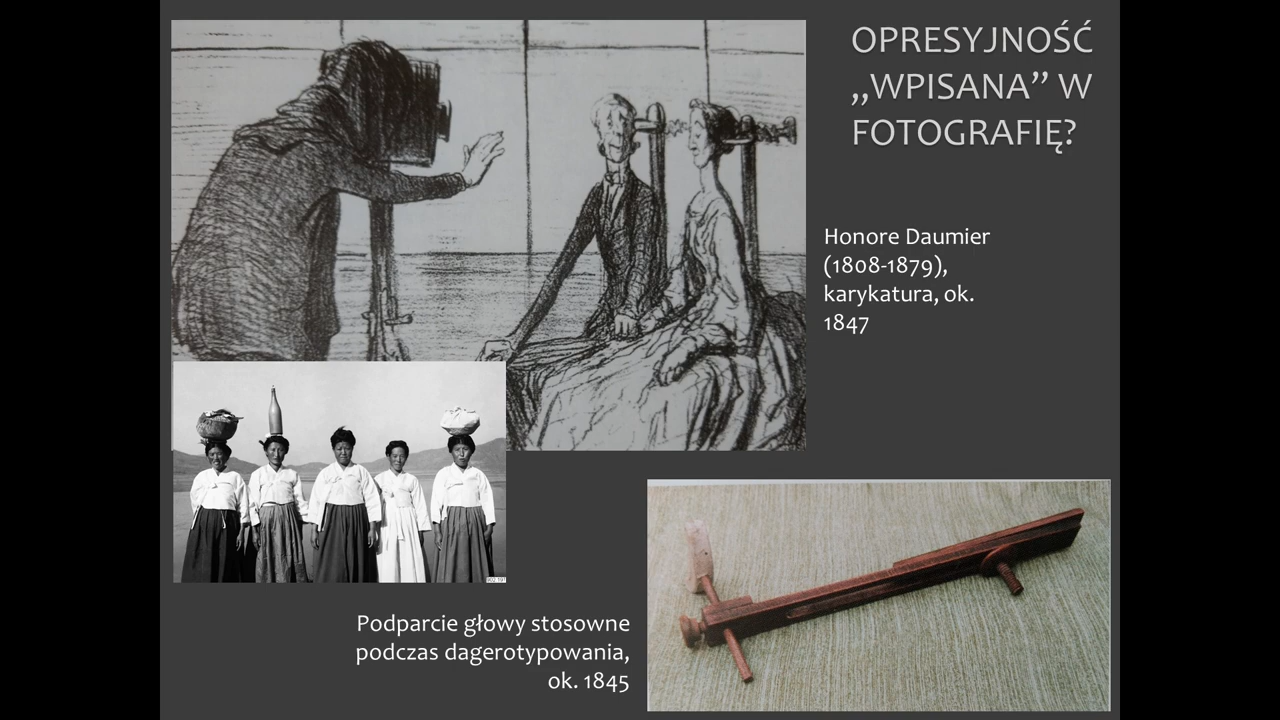 OPRESYJNOŚĆ
„WPISANA” W
FOTOGRAFIĘ?
Honore Daumier
(1808-1879),
karykatura, ok.
1847
Podparcie głowy stosowne
podczas dagerotypowania,
ok. 1845